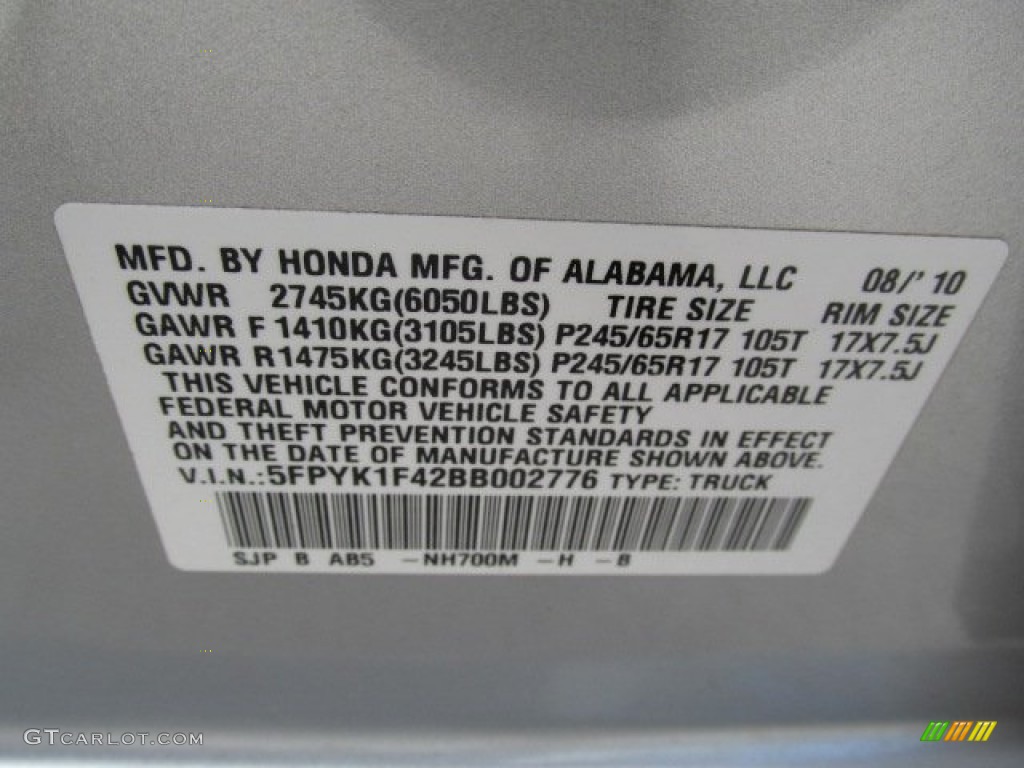 MFD. BY HONDA MFG. OF ALABAMA, LLC 08/'10
GVWR 2745KG(6050LBS) TIRE SIZE RIM SIZE
GAWR F 1410KG(3105LBS) P245/65R17 105T 17X7.5J
GAWR R 1475KG(3245LBS) P245/65R17 105T 17X7.5J
THIS VEHICLE CONFORMS TO ALL APPLICABLE
FEDERAL MOTOR VEHICLE SAFETY
AND THEFT PREVENTION STANDARDS IN EFFECT
ON THE DATE OF MANUFACTURE SHOWN ABOVE.
V.I.N.:5FPYK1F42BB002776 TYPE: TRUCK
SJP B AB5 -NH700M -H -B
GTCARLOT.COM